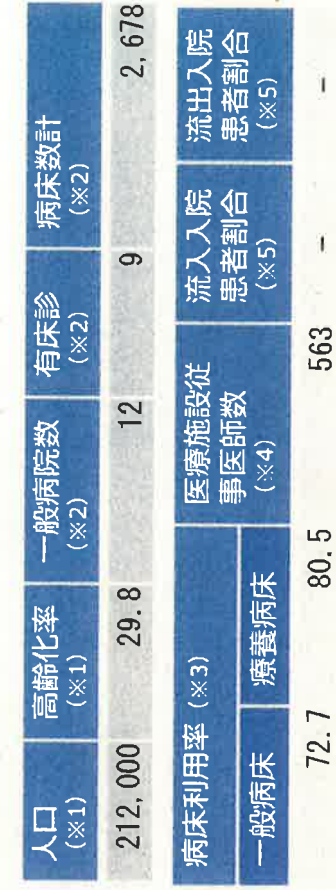 人口
(※1)
高齢化率
(※1)
一般病院数
(※2)
有床診
(※2)
病床数計
(※2)
212,000
29.8
12
9
2,678
病床利用率 (※3)
一般病床
療養病床
医療施設従
事医師数
(※4)
流入入院
患者割合
(※5)
流出入院
患者割合
(※5)
72.7
80.5
563
-
-